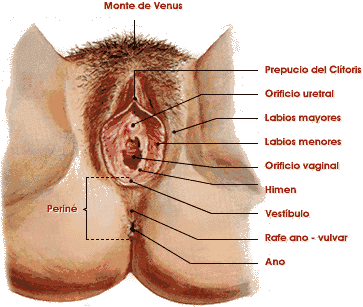 Monte de Venus
Prepucio del Clítoris
Orificio uretral
Labios mayores
Labios menores
Orificio vaginal
Himen
Periné
Vestíbulo
Rafe ano - vulvar
Ano